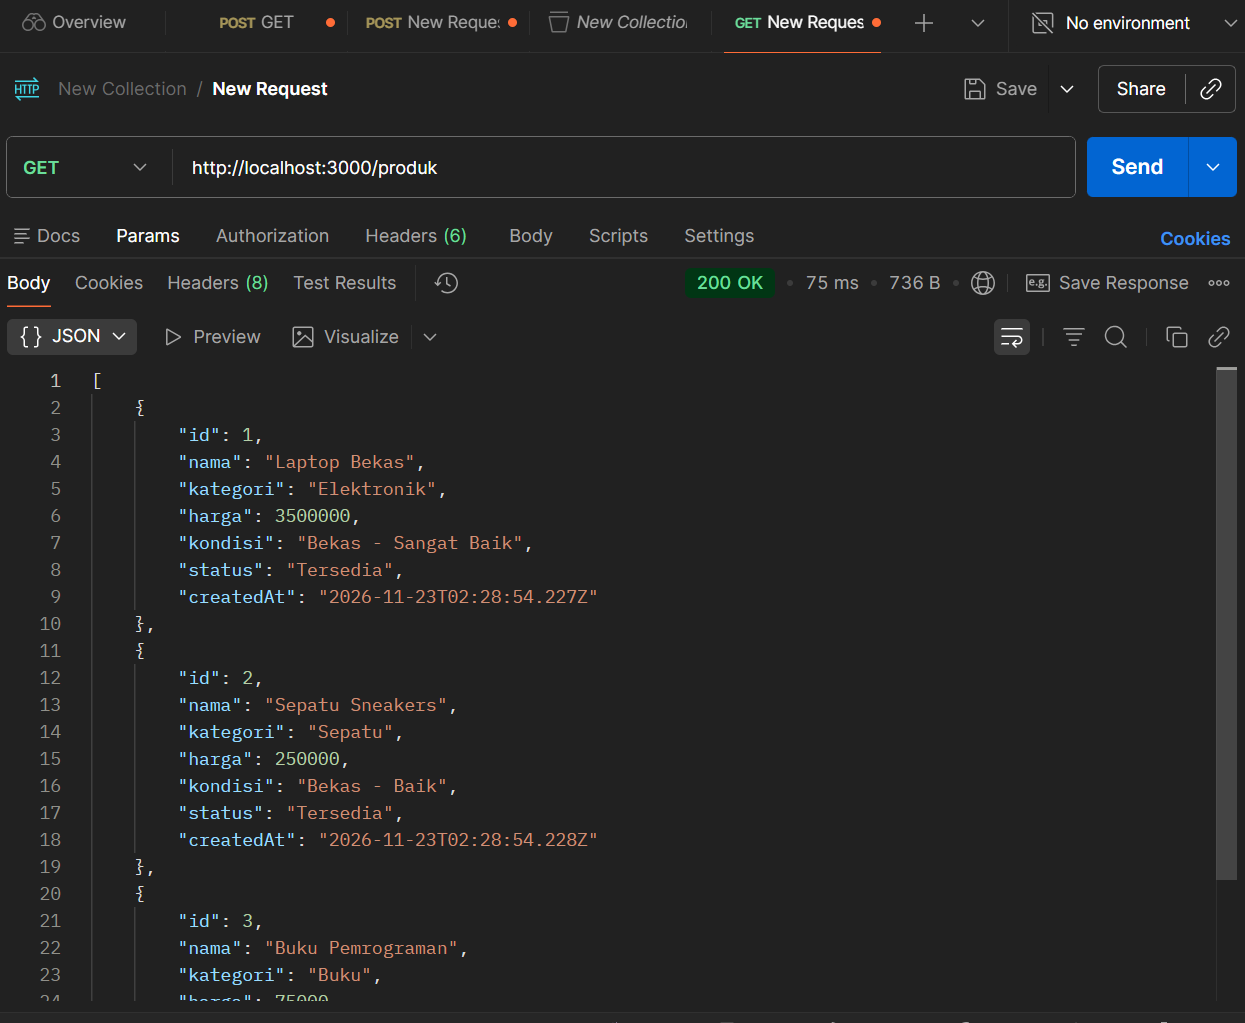 Overview POST GET POST New Reques New Collectio GET New Reques No environment
HTTP New Collection / New Request Save Share
GET http://localhost:3000/produk Send
Docs Params Authorization Headers (6) Body Scripts Settings Cookies
Body Cookies Headers (8) Test Results 200 OK • 75 ms • 736 B • e.g. Save Response
{} JSON Preview Visualize
1 [
2 {
3 "id": 1,
4 "nama": "Laptop Bekas",
5 "kategori": "Elektronik",
6 "harga": 3500000,
7 "kondisi": "Bekas - Sangat Baik",
8 "status": "Tersedia",
9 "createdAt": "2026-11-23T02:28:54.227Z"
10 },
11 {
12 "id": 2,
13 "nama": "Sepatu Sneakers",
14 "kategori": "Sepatu",
15 "harga": 250000,
16 "kondisi": "Bekas - Baik",
17 "status": "Tersedia",
18 "createdAt": "2026-11-23T02:28:54.228Z"
19 },
20 {
21 "id": 3,
22 "nama": "Buku Pemrograman",
23 "kategori": "Buku",
24 "harga": 75000